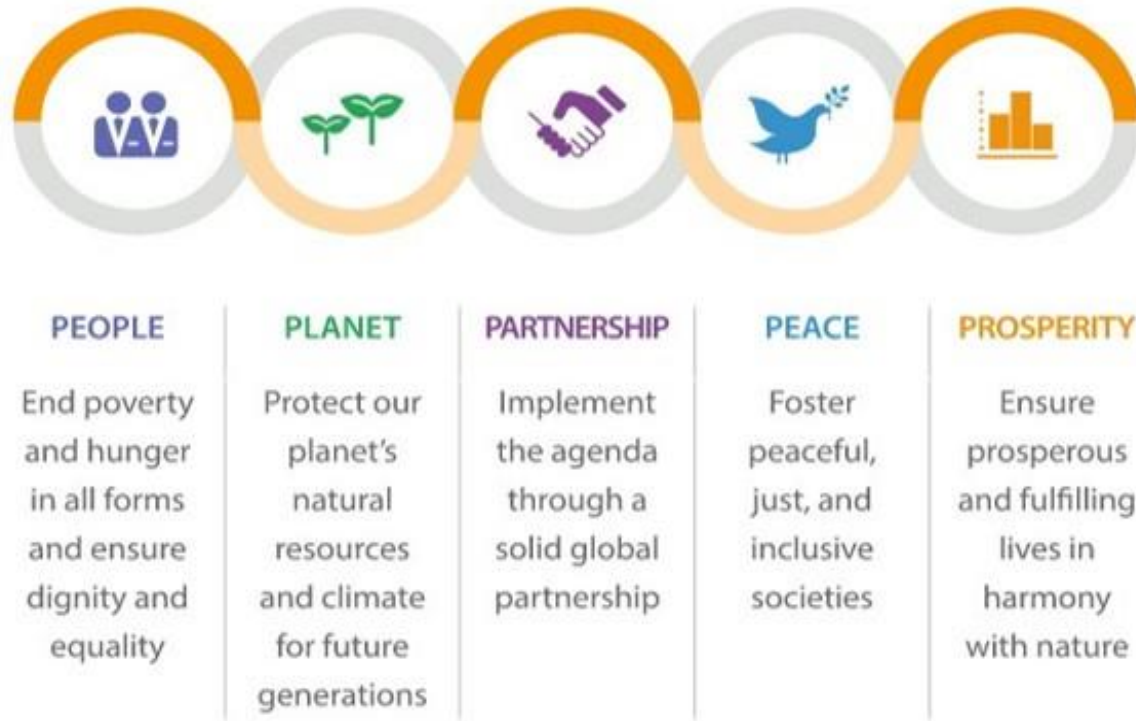 PEOPLE
End poverty
and hunger
in all forms
and ensure
dignity and
equality
PLANET
Protect our
planet’s
natural
resources
and climate
for future
generations
PARTNERSHIP
Implement
the agenda
through a
solid global
partnership
PEACE
Foster
peaceful,
just, and
inclusive
societies
PROSPERITY
Ensure
prosperous
and fulfilling
lives in
harmony
with nature